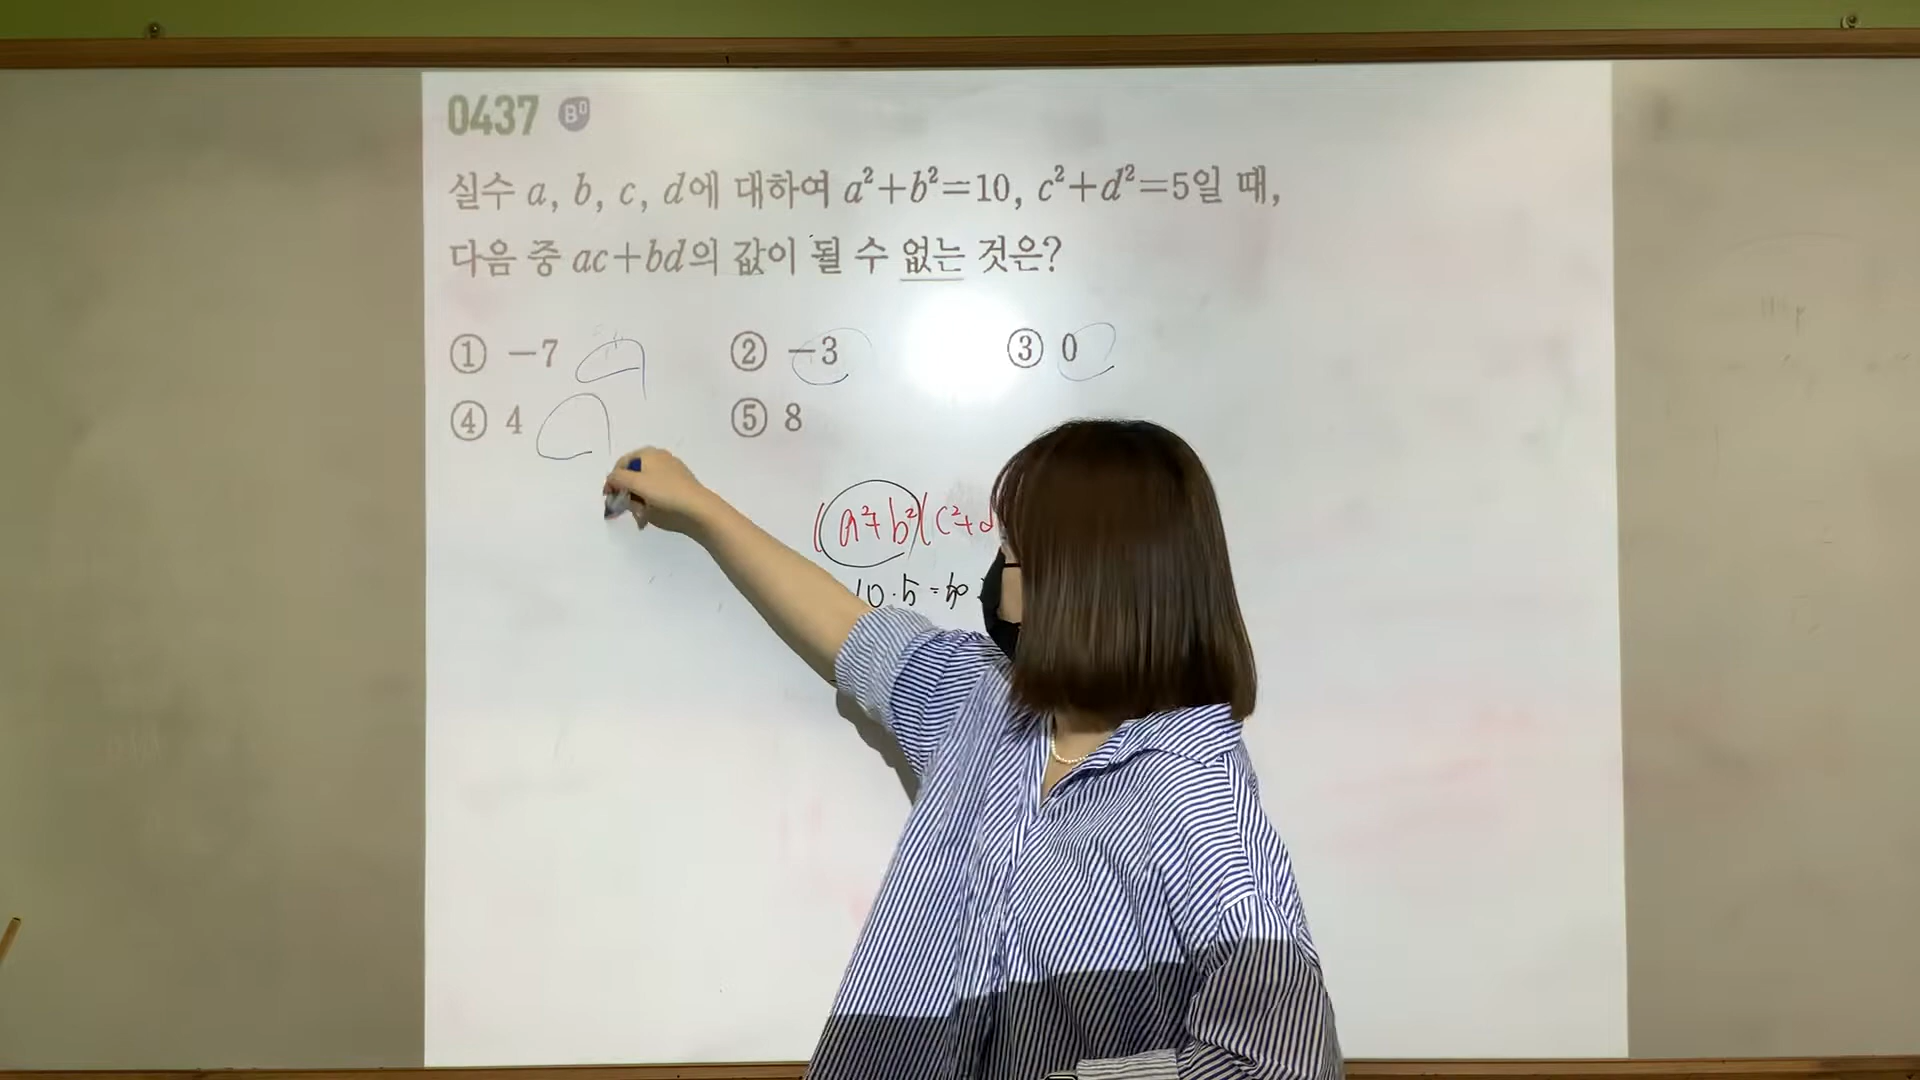 0437 B⁰
실수 a, b, c, d에 대하여 a²+b²=10, c²+d²=5일 때,
다음 중 ac+bd의 값이 될 수 없는 것은?
① −7 ② −3 ③ 0
④ 4 ⑤ 8
(a²+b²)(c²+d
10·5=50